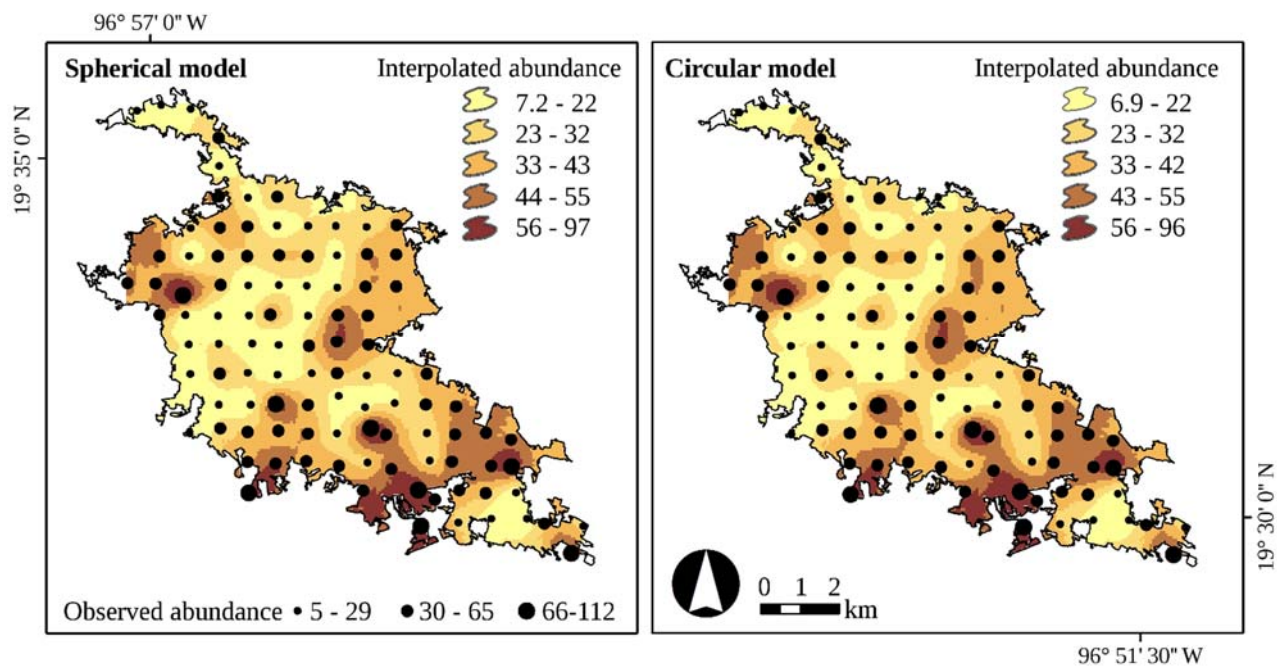 96° 57' 0'' W
Spherical model
Interpolated abundance
7.2 - 22
23 - 32
33 - 43
44 - 55
56 - 97
19° 35' 0'' N
Observed abundance 5 - 29 30 - 65 66-112
Circular model
Interpolated abundance
6.9 - 22
23 - 32
33 - 42
43 - 55
56 - 96
0 1 2
km
19° 30' 0'' N
96° 51' 30'' W